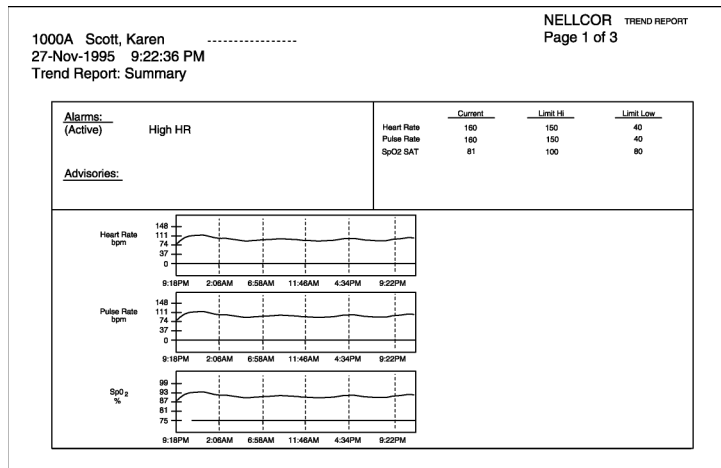 NELLCOR TREND REPORT
Page 1 of 3
1000A Scott, Karen -----------------
27-Nov-1995 9:22:36 PM
Trend Report: Summary
Alarms:
(Active) High HR
Advisories:
Current Limit Hi Limit Low
Heart Rate 160 150 40
Pulse Rate 160 150 40
SpO2 SAT 81 100 80
Heart Rate
bpm
148
111
74
37
0
9:18PM 2:06AM 6:58AM 11:46AM 4:34PM 9:22PM
Pulse Rate
bpm
148
111
74
37
0
9:18PM 2:06AM 6:58AM 11:46AM 4:34PM 9:22PM
Sp0₂
%
99
93
87
81
75
9:18PM 2:06AM 6:58AM 11:46AM 4:34PM 9:22PM